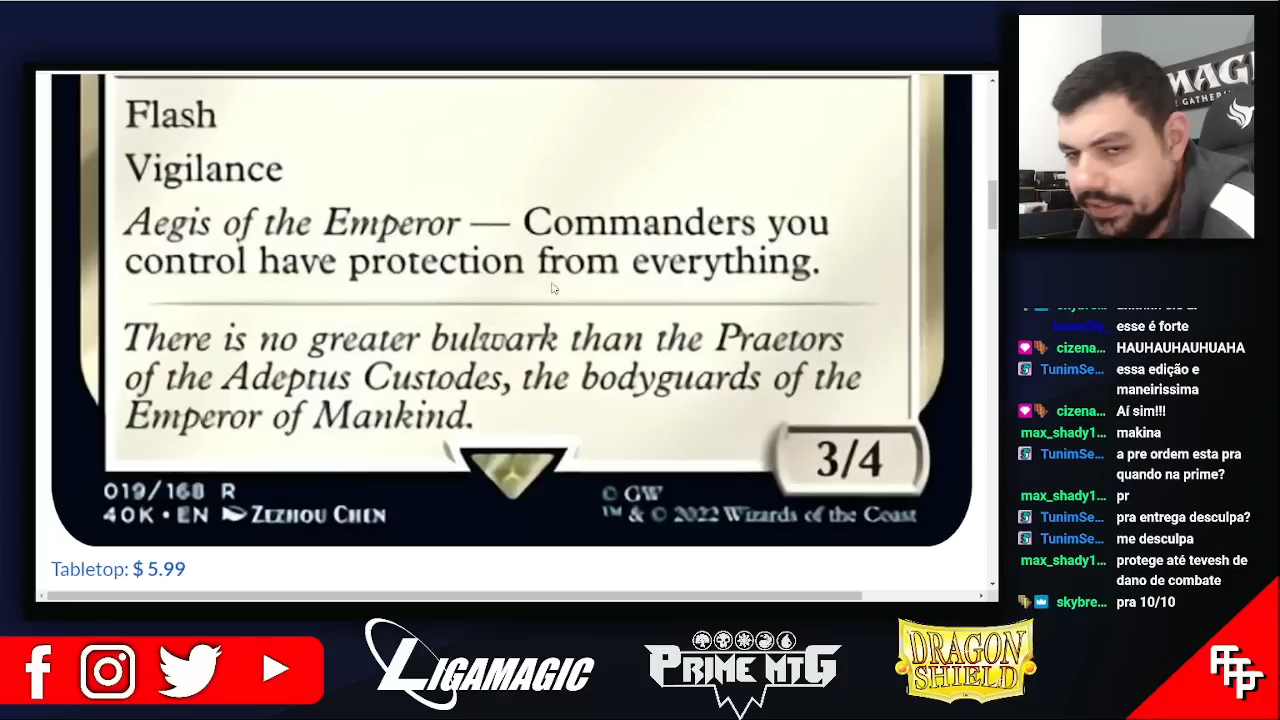 Flash
Vigilance
Aegis of the Emperor — Commanders you
control have protection from everything.
There is no greater bulwark than the Praetors
of the Adeptus Custodes, the bodyguards of the
Emperor of Mankind.
3/4
019/168 R
40K • EN Zezhou Chen
© GW
™ & © 2022 Wizards of the Coast
Tabletop: $ 5.99
MAG
GATHERI
esse é forte
cizena... HAUHAUHAUHUAHA
TunimSe... essa edição e
maneirissima
cizena... Aí sim!!!
max_shady1... makina
TunimSe... a pre ordem esta pra
quando na prime?
max_shady1... pr
TunimSe... pra entrega desculpa?
TunimSe... me desculpa
max_shady1... protege até tevesh de
dano de combate
skybre... pra 10/10
LIGAMAGIC
PRIME MTG
DRAGON
SHIELD